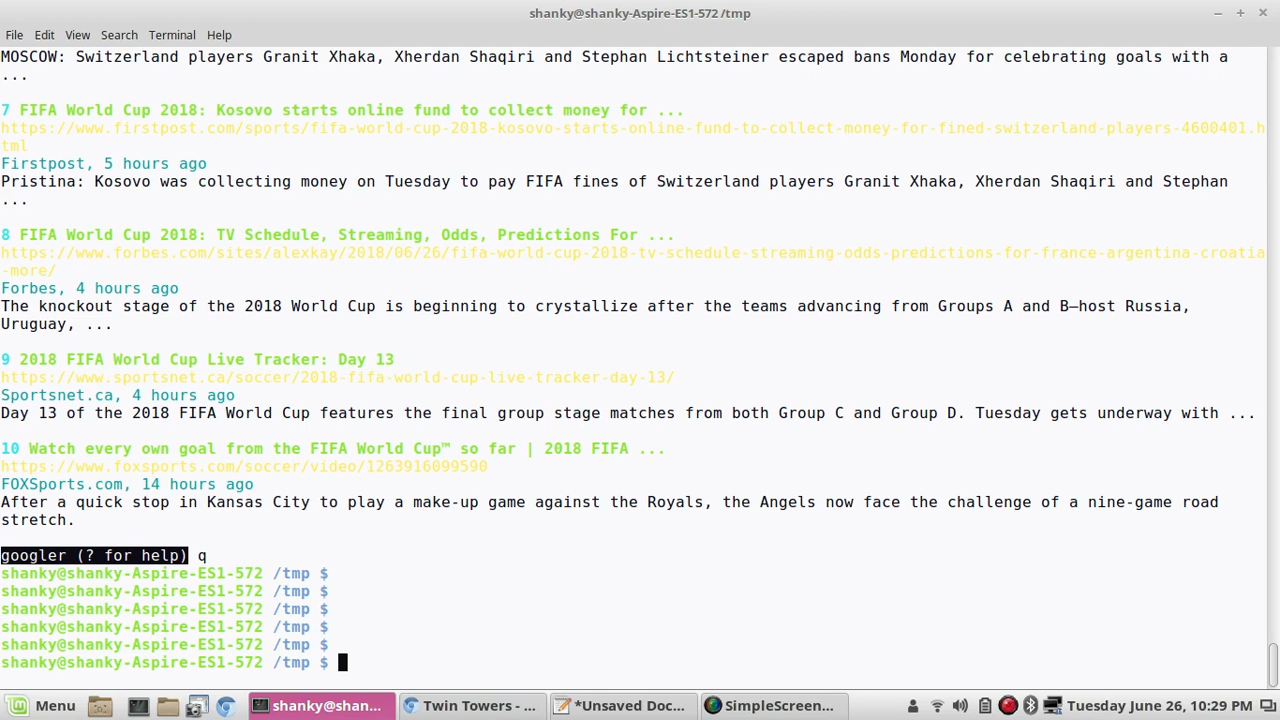 shanky@shanky-Aspire-ES1-572 /tmp
File Edit View Search Terminal Help
MOSCOW: Switzerland players Granit Xhaka, Xherdan Shaqiri and Stephan Lichtsteiner escaped bans Monday for celebrating goals with a
...
7 FIFA World Cup 2018: Kosovo starts online fund to collect money for ...
https://www.firstpost.com/sports/fifa-world-cup-2018-kosovo-starts-online-fund-to-collect-money-for-fined-switzerland-players-4600401.h
tml
Firstpost, 5 hours ago
Pristina: Kosovo was collecting money on Tuesday to pay FIFA fines of Switzerland players Granit Xhaka, Xherdan Shaqiri and Stephan
...
8 FIFA World Cup 2018: TV Schedule, Streaming, Odds, Predictions For ...
https://www.forbes.com/sites/alexkay/2018/06/26/fifa-world-cup-2018-tv-schedule-streaming-odds-predictions-for-france-argentina-croatia
-more/
Forbes, 4 hours ago
The knockout stage of the 2018 World Cup is beginning to crystallize after the teams advancing from Groups A and B—host Russia,
Uruguay, ...
9 2018 FIFA World Cup Live Tracker: Day 13
https://www.sportsnet.ca/soccer/2018-fifa-world-cup-live-tracker-day-13/
Sportsnet.ca, 4 hours ago
Day 13 of the 2018 FIFA World Cup features the final group stage matches from both Group C and Group D. Tuesday gets underway with ...
10 Watch every own goal from the FIFA World Cup™ so far | 2018 FIFA ...
https://www.foxsports.com/soccer/video/1263916099590
FOXSports.com, 14 hours ago
After a quick stop in Kansas City to play a make-up game against the Royals, the Angels now face the challenge of a nine-game road
stretch.
googler (? for help) q
shanky@shanky-Aspire-ES1-572 /tmp $
shanky@shanky-Aspire-ES1-572 /tmp $
shanky@shanky-Aspire-ES1-572 /tmp $
shanky@shanky-Aspire-ES1-572 /tmp $
shanky@shanky-Aspire-ES1-572 /tmp $
shanky@shanky-Aspire-ES1-572 /tmp $
Menu shanky@shan... Twin Towers - ... *Unsaved Doc... SimpleScreen... Tuesday June 26, 10:29 PM